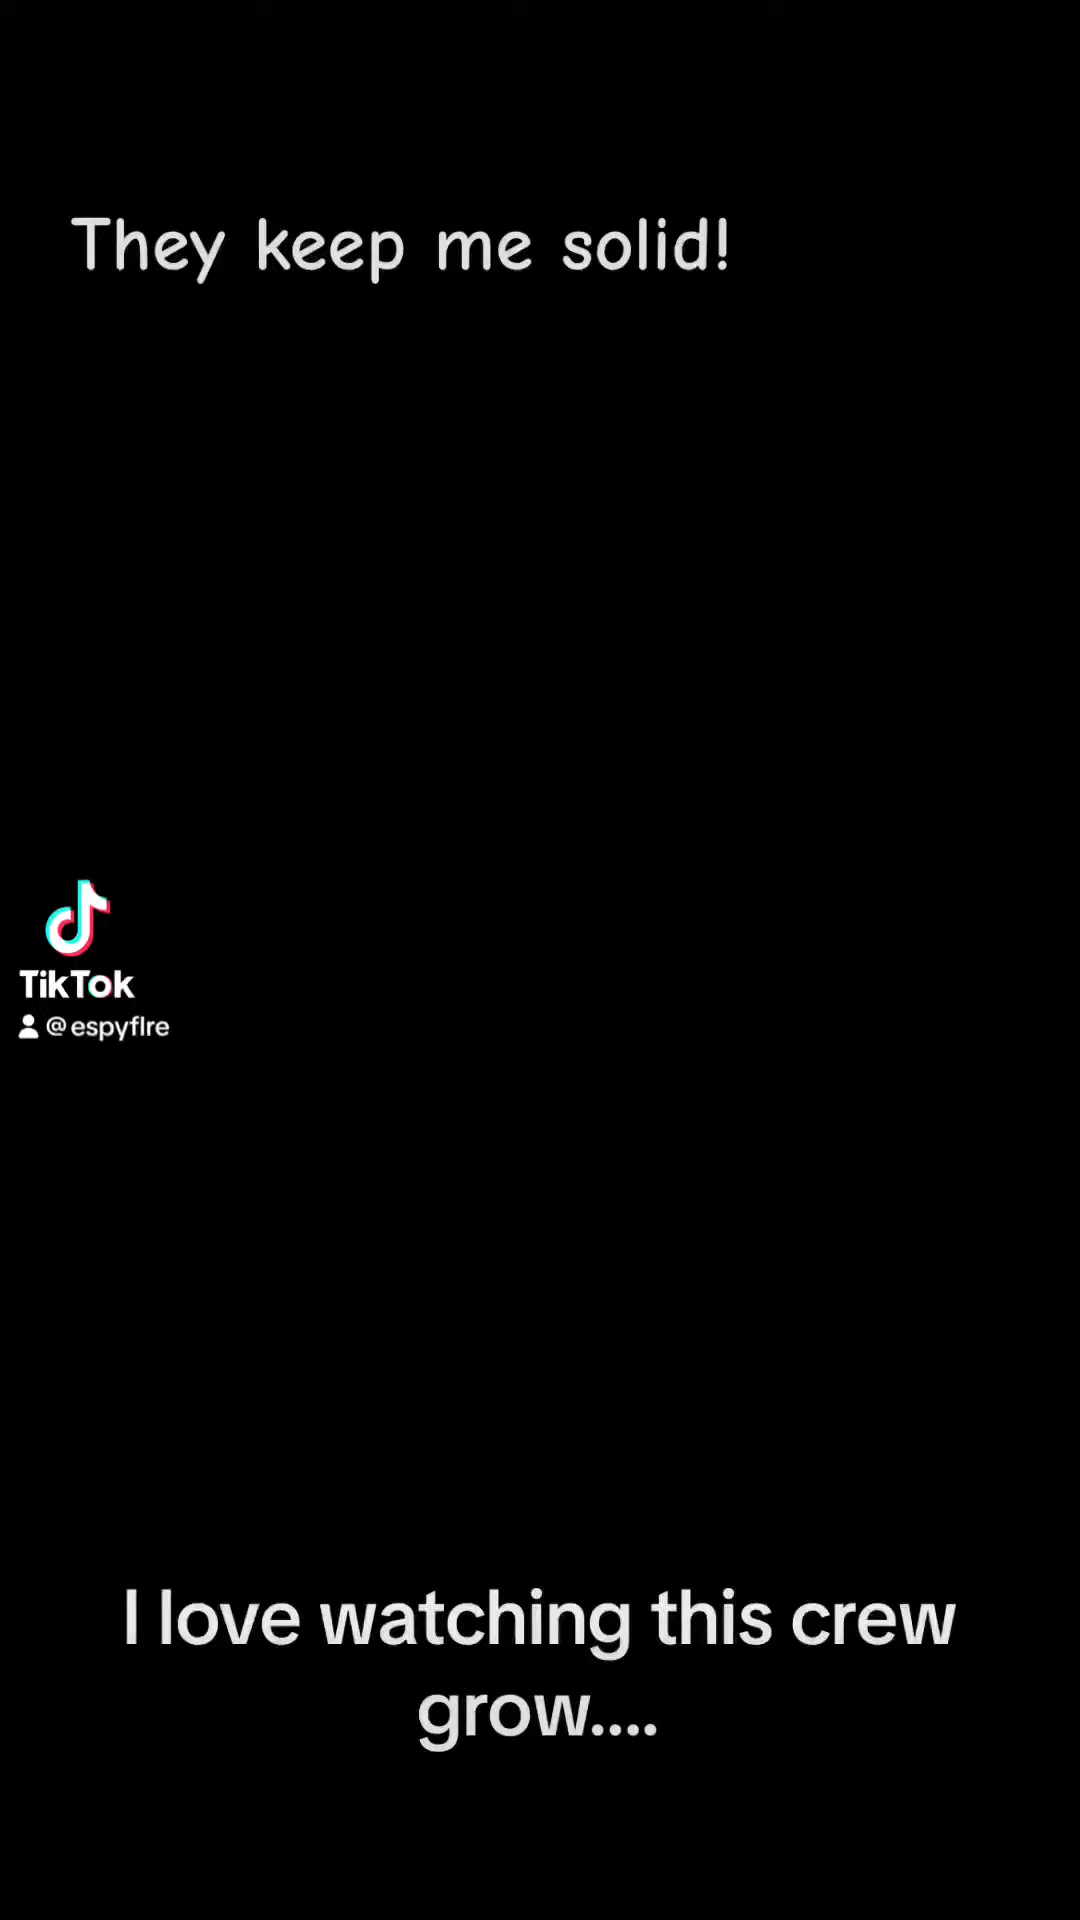 They keep me solid!
TikTok
@espyfire
I love watching this crew
grow....